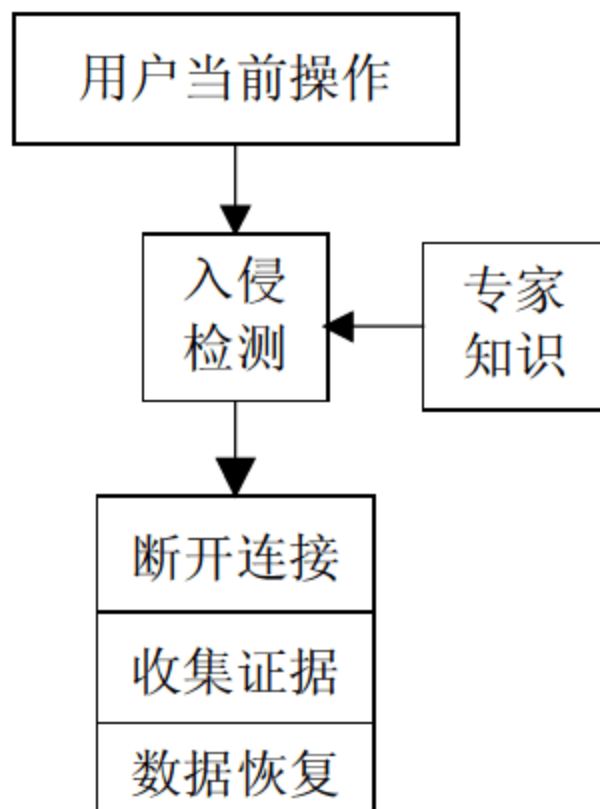 用户当前操作
入侵
检测
专家
知识
断开连接
收集证据
数据恢复